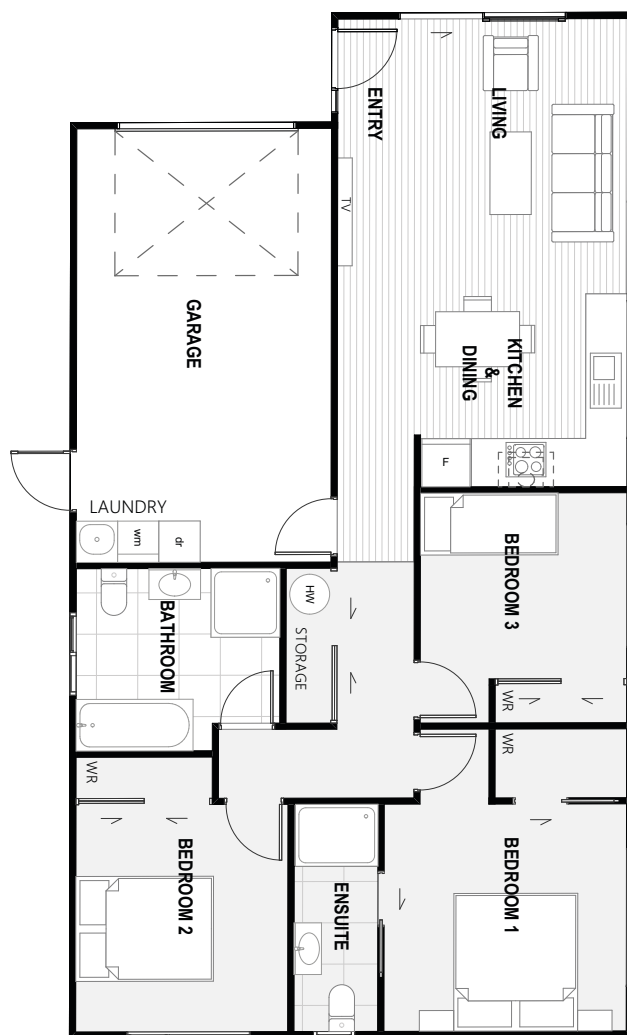 ENTRY
LIVING
TV
GARAGE
KITCHEN
&
DINING
F
LAUNDRY
wm
dr
BATHROOM
HW
STORAGE
BEDROOM 3
WR
WR
WR
BEDROOM 2
ENSUITE
BEDROOM 1